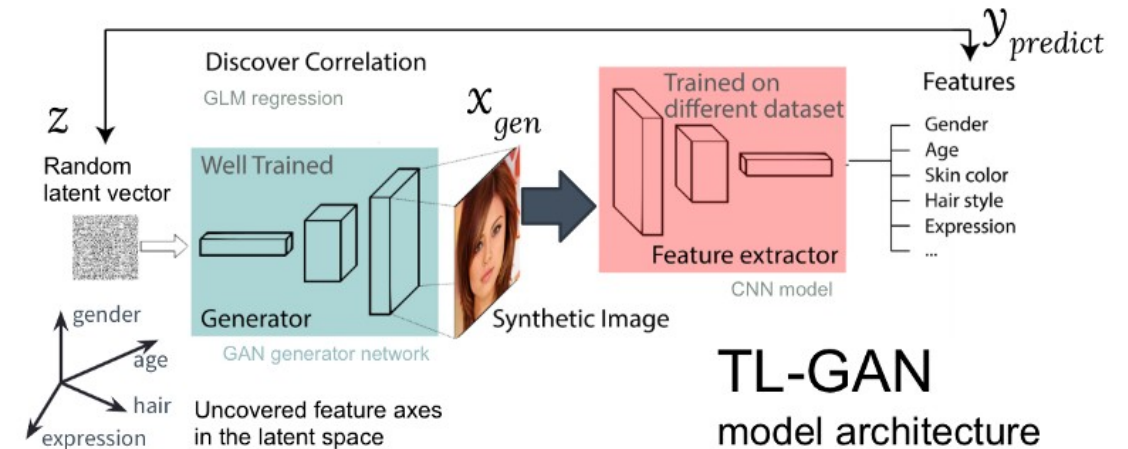 y predict
Discover Correlation
GLM regression
z
Random
latent vector
Well Trained
x gen
Trained on
different dataset
Features
Gender
Age
Skin color
Hair style
Expression
...
Generator
GAN generator network
Synthetic Image
Feature extractor
CNN model
gender
age
hair
expression
Uncovered feature axes
in the latent space
TL-GAN
model architecture